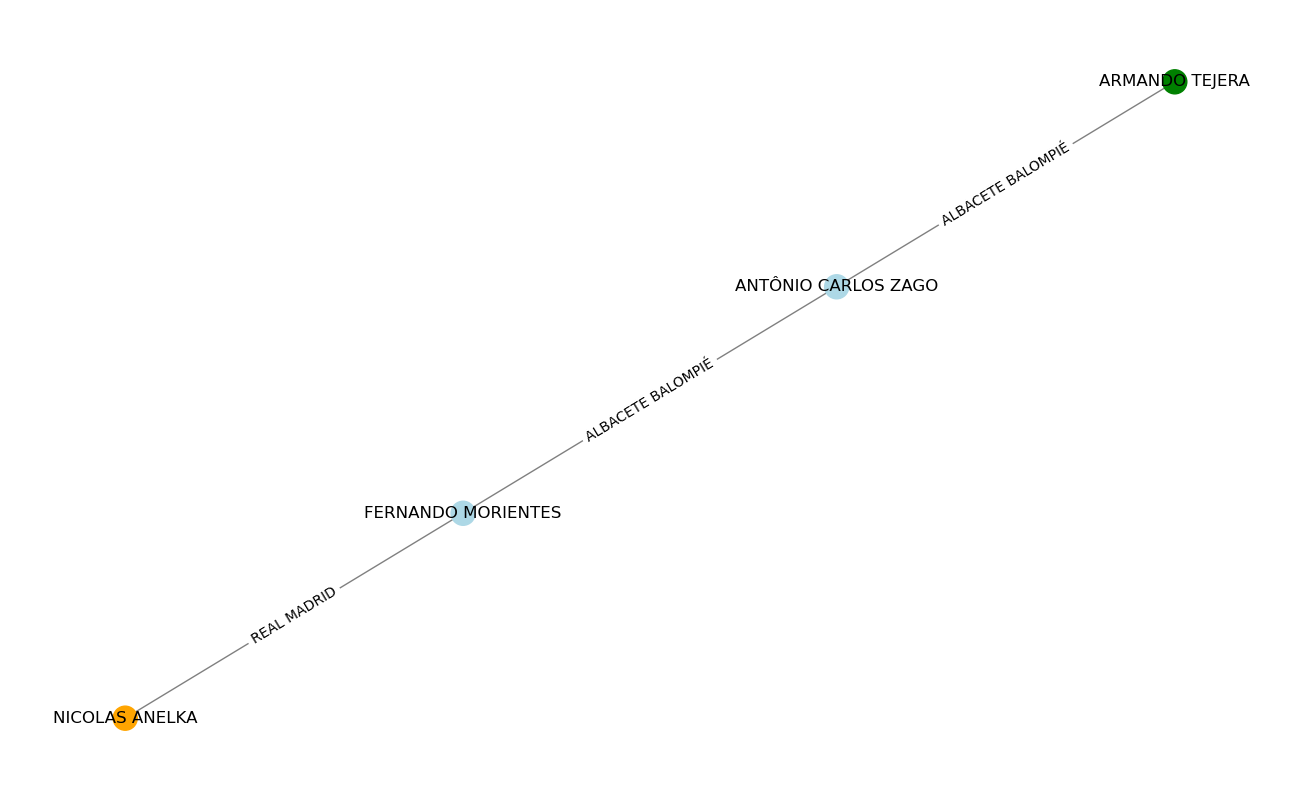 ARMANDO TEJERA
ALBACETE BALOMPIÉ
ANTÔNIO CARLOS ZAGO
ALBACETE BALOMPIÉ
FERNANDO MORIENTES
REAL MADRID
NICOLAS ANELKA